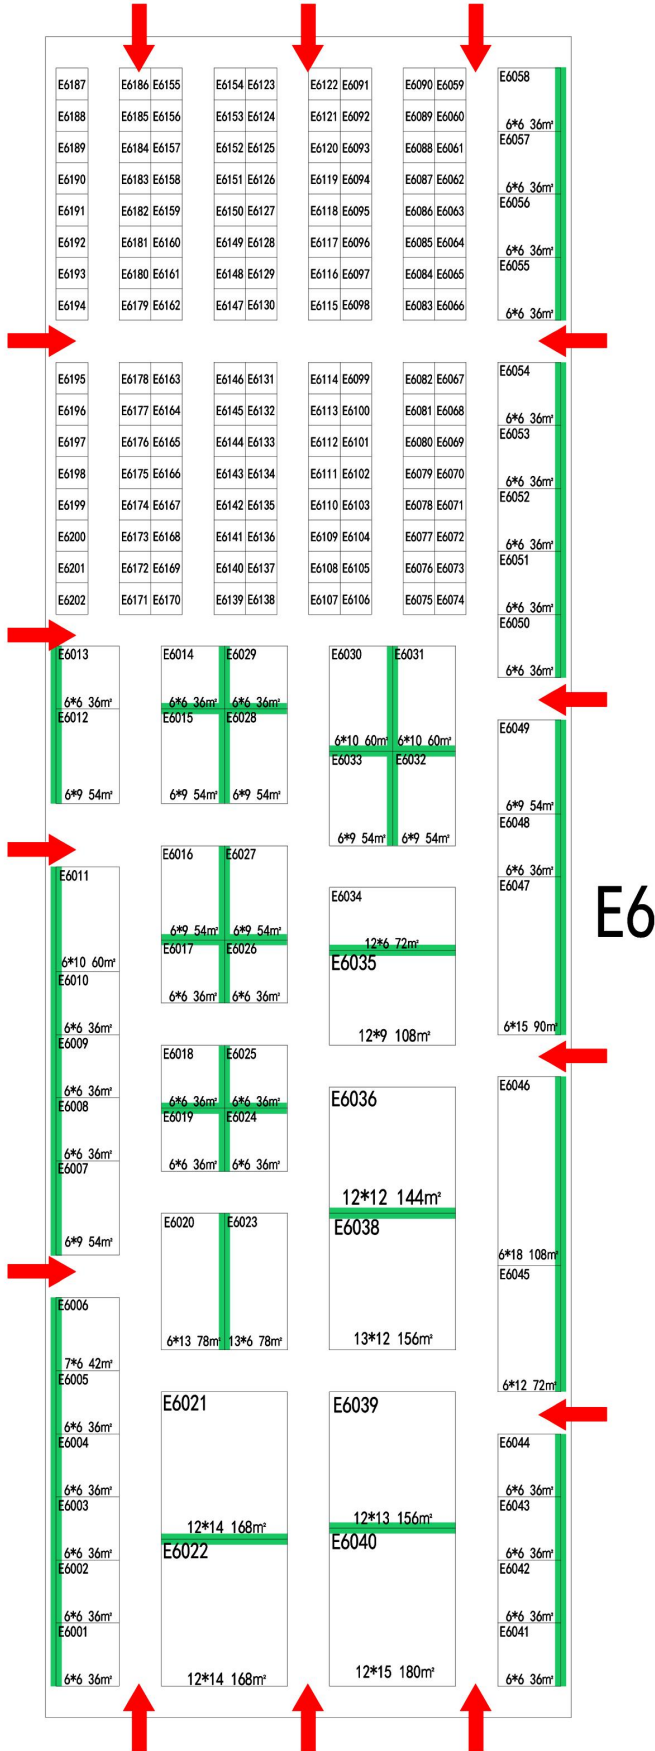 E6187 E6186 E6155 E6154 E6123 E6122 E6091 E6090 E6059
E6188 E6185 E6156 E6153 E6124 E6121 E6092 E6089 E6060
E6189 E6184 E6157 E6152 E6125 E6120 E6093 E6088 E6061
E6190 E6183 E6158 E6151 E6126 E6119 E6094 E6087 E6062
E6191 E6182 E6159 E6150 E6127 E6118 E6095 E6086 E6063
E6192 E6181 E6160 E6149 E6128 E6117 E6096 E6085 E6064
E6193 E6180 E6161 E6148 E6129 E6116 E6097 E6084 E6065
E6194 E6179 E6162 E6147 E6130 E6115 E6098 E6083 E6066
E6058
6*6 36m²
E6057
6*6 36m²
E6056
6*6 36m²
E6055
6*6 36m²
E6195 E6178 E6163 E6146 E6131 E6114 E6099 E6082 E6067
E6196 E6177 E6164 E6145 E6132 E6113 E6100 E6081 E6068
E6197 E6176 E6165 E6144 E6133 E6112 E6101 E6080 E6069
E6198 E6175 E6166 E6143 E6134 E6111 E6102 E6079 E6070
E6199 E6174 E6167 E6142 E6135 E6110 E6103 E6078 E6071
E6200 E6173 E6168 E6141 E6136 E6109 E6104 E6077 E6072
E6201 E6172 E6169 E6140 E6137 E6108 E6105 E6076 E6073
E6202 E6171 E6170 E6139 E6138 E6107 E6106 E6075 E6074
E6054
6*6 36m²
E6053
6*6 36m²
E6052
6*6 36m²
E6051
6*6 36m²
E6050
6*6 36m²
E6013
6*6 36m²
E6012
6*9 54m²
E6014 E6029
6*6 36m² 6*6 36m²
E6015 E6028
6*9 54m² 6*9 54m²
E6030 E6031
6*10 60m² 6*10 60m²
E6033 E6032
6*9 54m² 6*9 54m²
E6049
6*9 54m²
E6048
6*6 36m²
E6047
6*15 90m²
E6
E6011
6*10 60m²
E6010
6*6 36m²
E6009
6*6 36m²
E6008
6*6 36m²
E6007
6*9 54m²
E6016 E6027
6*9 54m² 6*9 54m²
E6017 E6026
6*6 36m² 6*6 36m²
E6034
12*6 72m²
E6035
12*9 108m²
E6018 E6025
6*6 36m² 6*6 36m²
E6019 E6024
6*6 36m² 6*6 36m²
E6036
12*12 144m²
E6038
13*12 156m²
E6046
6*18 108m²
E6045
6*12 72m²
E6020 E6023
6*13 78m² 13*6 78m²
E6006
7*6 42m²
E6005
6*6 36m²
E6004
6*6 36m²
E6003
6*6 36m²
E6002
6*6 36m²
E6001
6*6 36m²
E6021
12*14 168m²
E6022
12*14 168m²
E6039
12*13 156m²
E6040
12*15 180m²
E6044
6*6 36m²
E6043
6*6 36m²
E6042
6*6 36m²
E6041
6*6 36m²